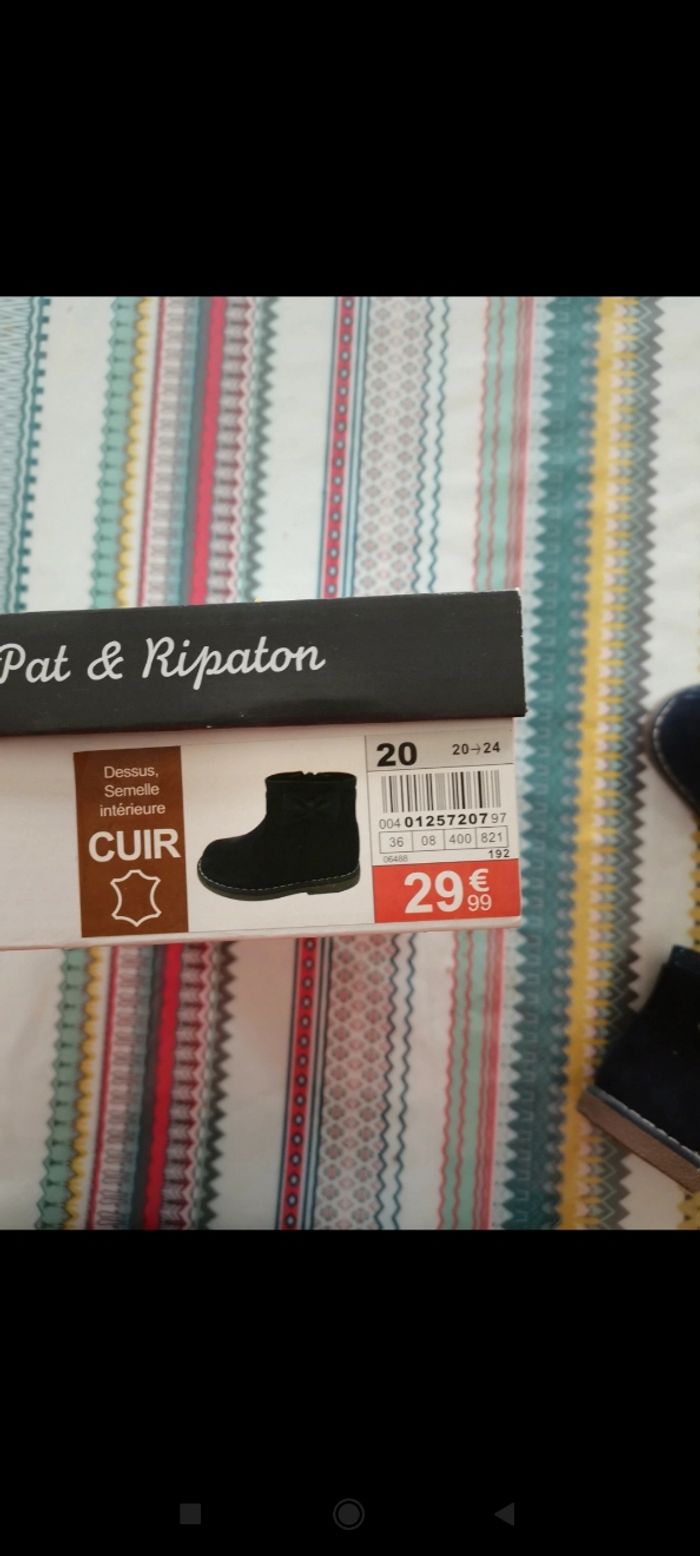 Pat & Ripaton
Dessus,
Semelle
intérieure
CUIR
20 20→24
004 01257207 97
36 08 400 821
06488 192
29 €99